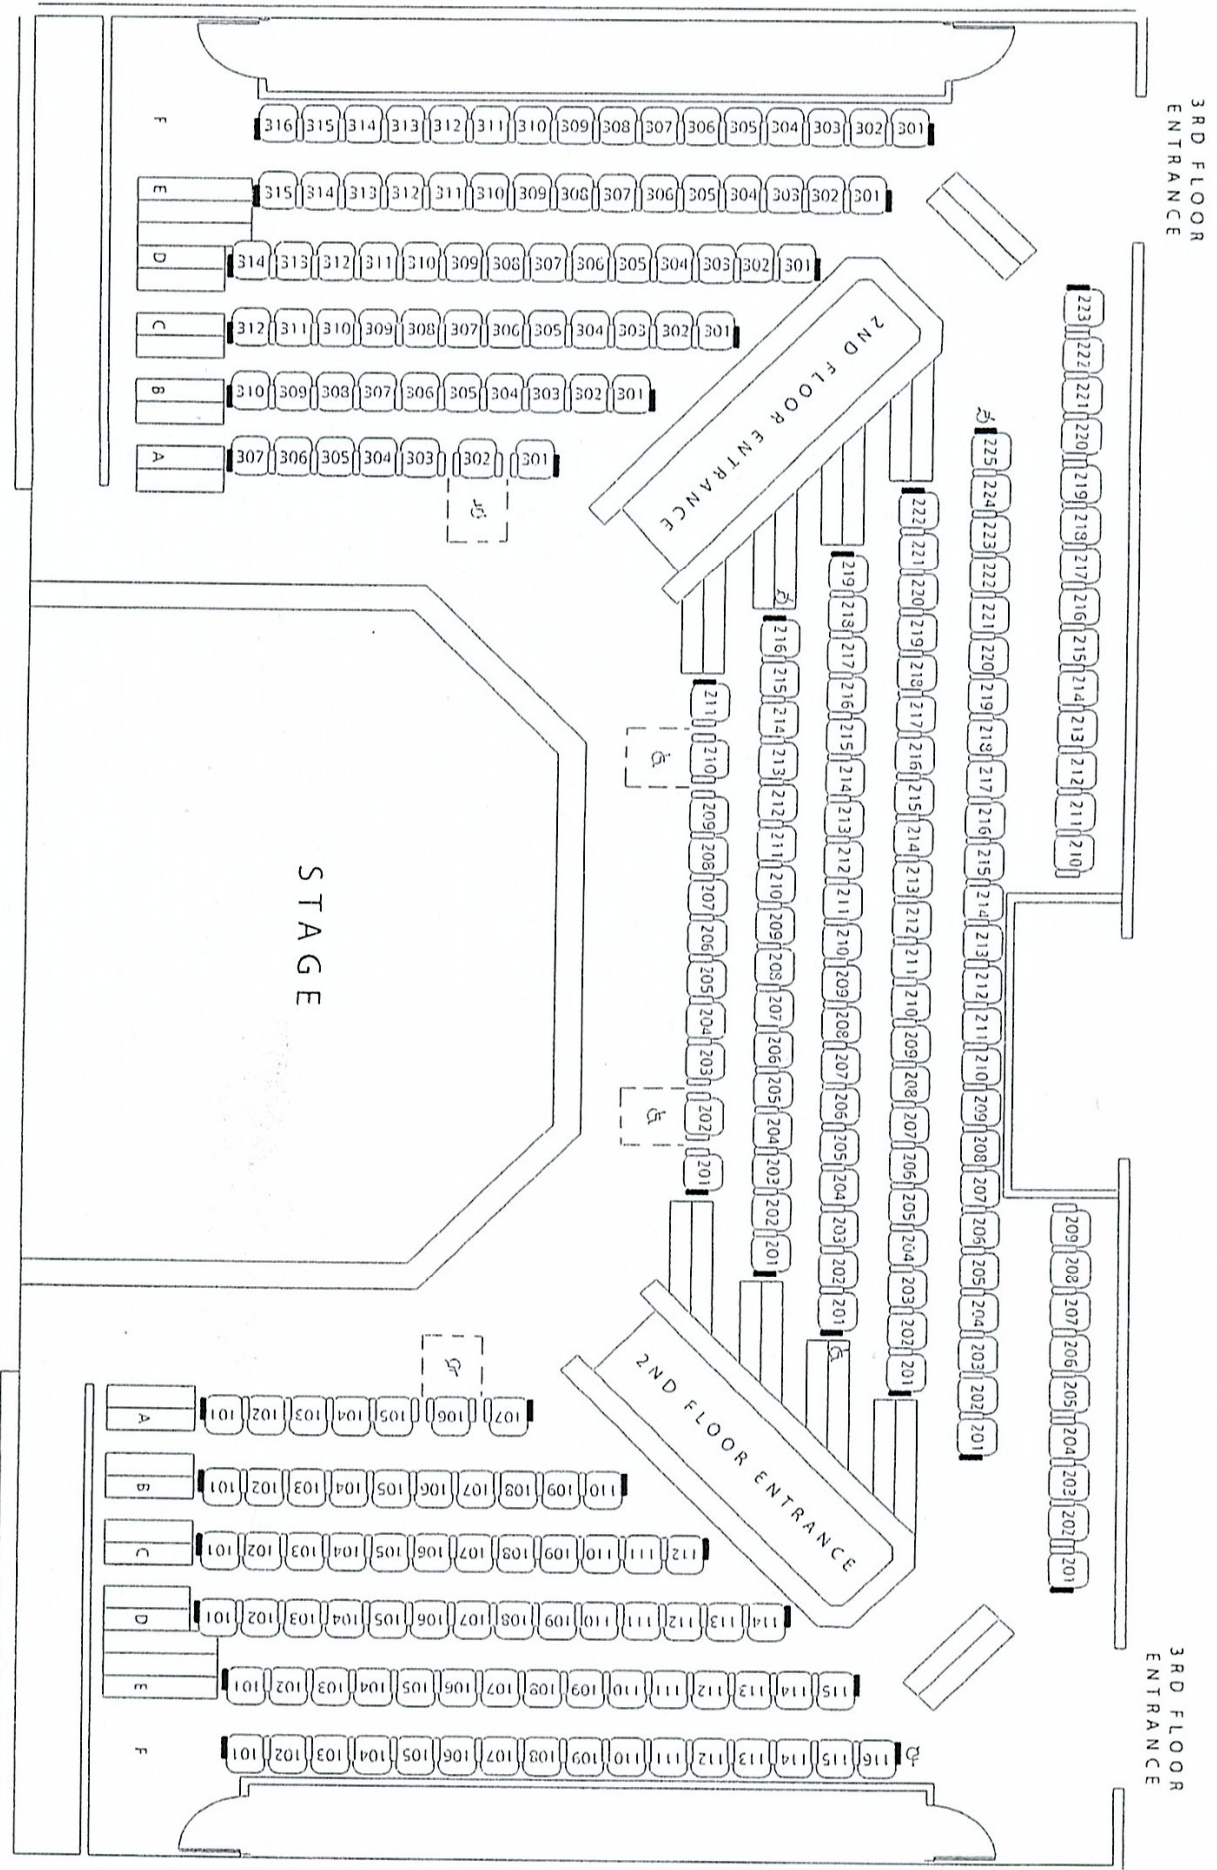 3RD FLOOR
ENTRANCE
F
316 315 314 313 312 311 310 309 308 307 306 305 304 303 302 301
E
315 314 313 312 311 310 309 308 307 306 305 304 303 302 301
D
314 313 312 311 310 309 308 307 306 305 304 303 302 301
C
312 311 310 309 308 307 306 305 304 303 302 301
B
310 309 308 307 306 305 304 303 302 301
A
307 306 305 304 303 302 301
2ND FLOOR ENTRANCE
223 222 221 220 219 218 217 216 215 214 213 212 211 210
209 208 207 206 205 204 203 202 201
225 224 223 222 221 220 219 218 217 216 215 214 213 212 211 210 209 208 207 206 205 204 203 202 201
222 221 220 219 218 217 216 215 214 213 212 211 210 209 208 207 206 205 204 203 202 201
219 218 217 216 215 214 213 212 211 210 209 208 207 206 205 204 203 202 201
216 215 214 213 212 211 210 209 208 207 206 205 204 203 202 201
211 210 209 208 207 206 205 204 203 202 201
STAGE
2ND FLOOR ENTRANCE
A
101 102 103 104 105 106 107
B
101 102 103 104 105 106 107 108 109 110
C
101 102 103 104 105 106 107 108 109 110 111 112
D
101 102 103 104 105 106 107 108 109 110 111 112 113 114
E
101 102 103 104 105 106 107 108 109 110 111 112 113 114 115
F
101 102 103 104 105 106 107 108 109 110 111 112 113 114 115 116
3RD FLOOR
ENTRANCE